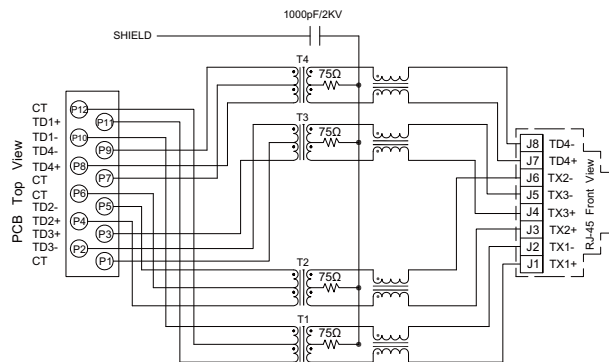 1000pF/2KV
SHIELD
T4
75Ω
T3
75Ω
PCB Top View
CT
TD1+
TD1-
TD4-
TD4+
CT
CT
TD2-
TD2+
TD3+
TD3-
CT
P12
P11
P10
P9
P8
P7
P6
P5
P4
P3
P2
P1
T2
75Ω
T1
75Ω
J8 TD4-
J7 TD4+
J6 TX2-
J5 TX3-
J4 TX3+
J3 TX2+
J2 TX1-
J1 TX1+
RJ-45 Front View